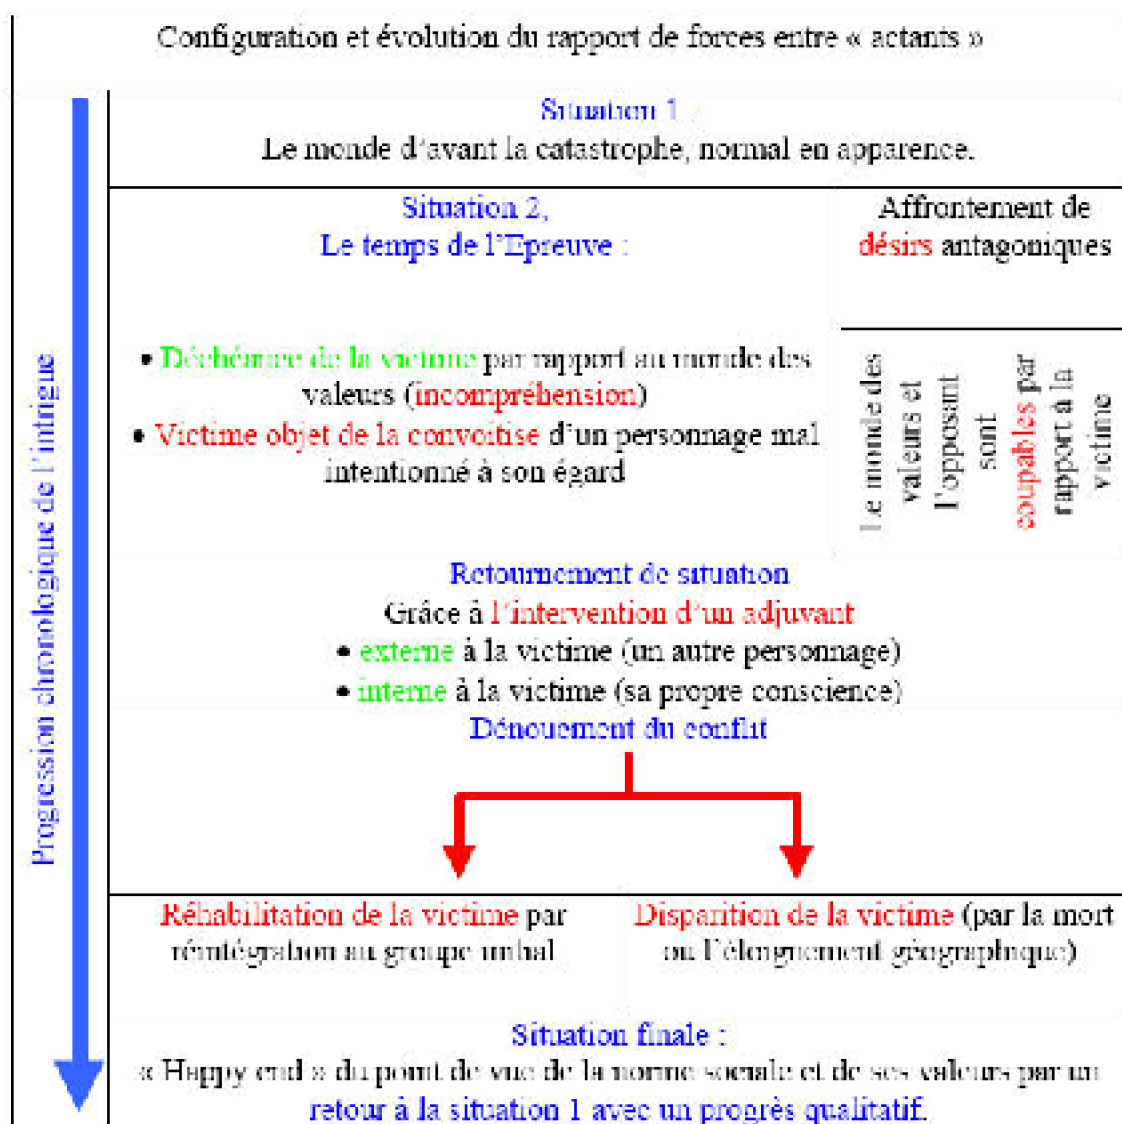 Configuration et évolution du rapport de forces entre « actants »
Situation 1
Le monde d'avant la catastrophe, normal en apparence.
Situation 2,
Le temps de l'Epreuve :
Affrontement de
désirs antagoniques
• Déchéance de la victime par rapport au monde des
valeurs (incompréhension)
• Victime objet de la convoitise d'un personnage mal
intentionné à son égard
Le monde des
valeurs et
l'opposant
sont
coupables par
rapport à la
victime
Retournement de situation
Grâce à l'intervention d'un adjuvant
• externe à la victime (un autre personnage)
• interne à la victime (sa propre conscience)
Dénouement du conflit
Réhabilitation de la victime par
réintégration au groupe initial
Disparition de la victime (par la mort
ou l'éloignement géographique)
Situation finale :
« Happy end » du point de vue de la norme sociale et de ses valeurs par un
retour à la situation 1 avec un progrès qualitatif.
Progression chronologique de l'intrigue